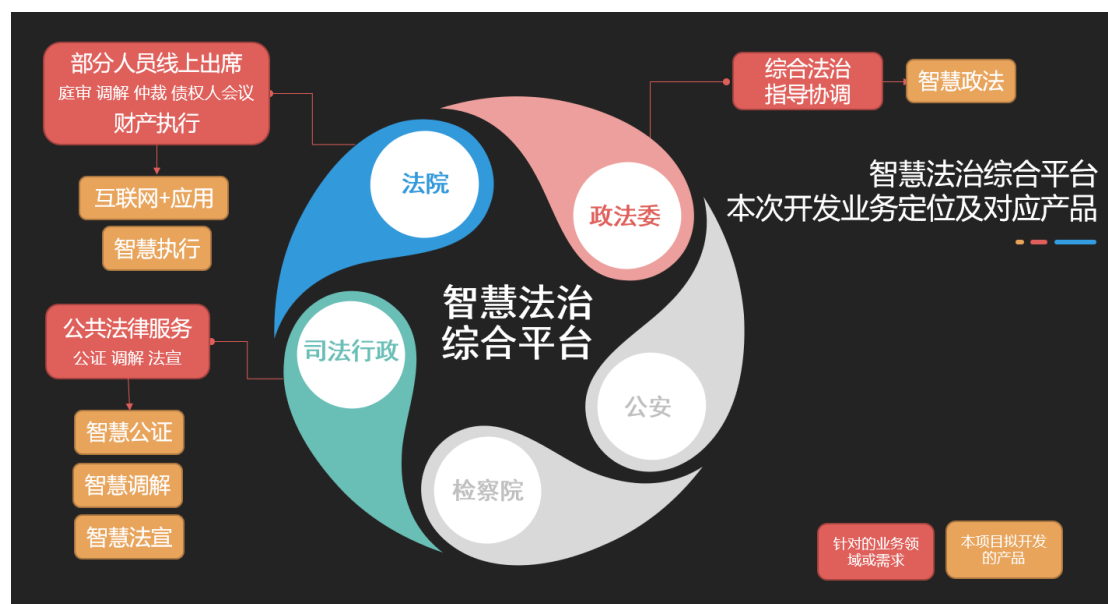 部分人员线上出席
庭审 调解 仲裁 债权人会议
财产执行
互联网+应用
智慧执行
公共法律服务
公证 调解 法宣
智慧公证
智慧调解
智慧法宣
法院
政法委
司法行政
公安
检察院
智慧法治
综合平台
综合法治
指导协调
智慧政法
智慧法治综合平台
本次开发业务定位及对应产品
针对的业务领
域或需求
本项目拟开发
的产品